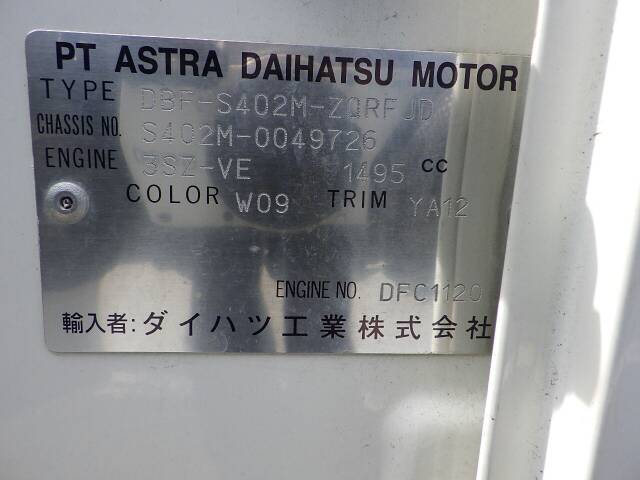 PT ASTRA DAIHATSU MOTOR
TYPE DBF-S402M-ZQRFJD
CHASSIS NO. S402M-0049726
ENGINE 3SZ-VE 1495 cc
COLOR W09 TRIM YA12
ENGINE NO. DFC1120
輸入者: ダイハツ工業株式会社